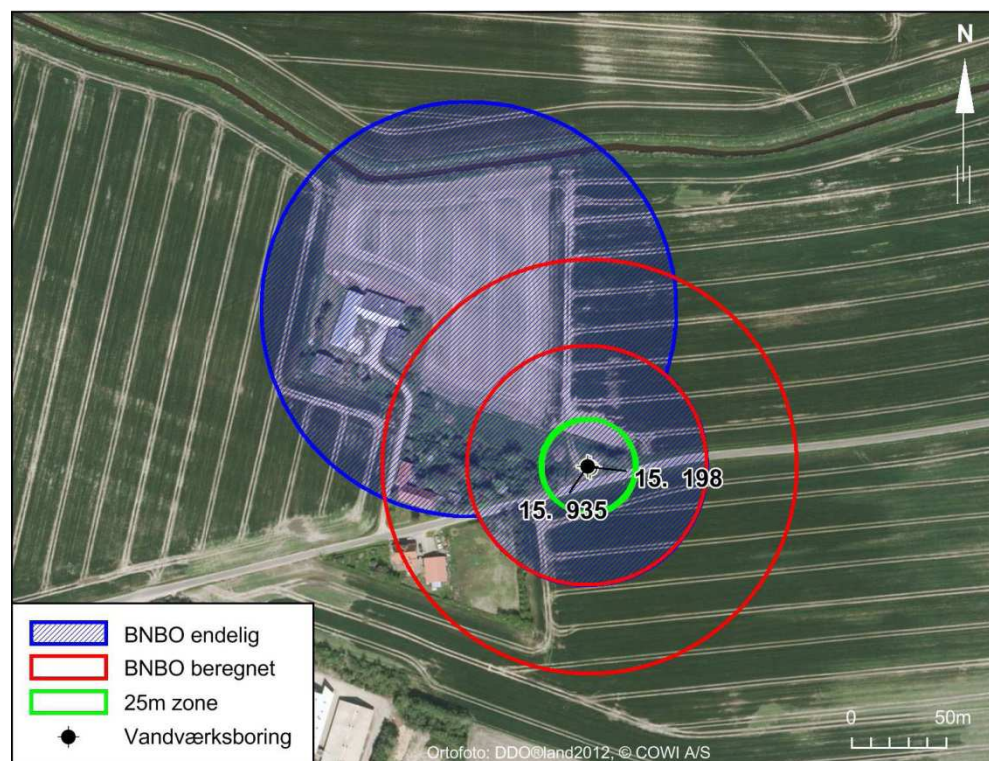 N
15. 198
15. 935
BNBO endelig
BNBO beregnet
25m zone
Vandværksboring
0 50m
Ortofoto: DDO®land2012, © COWI A/S